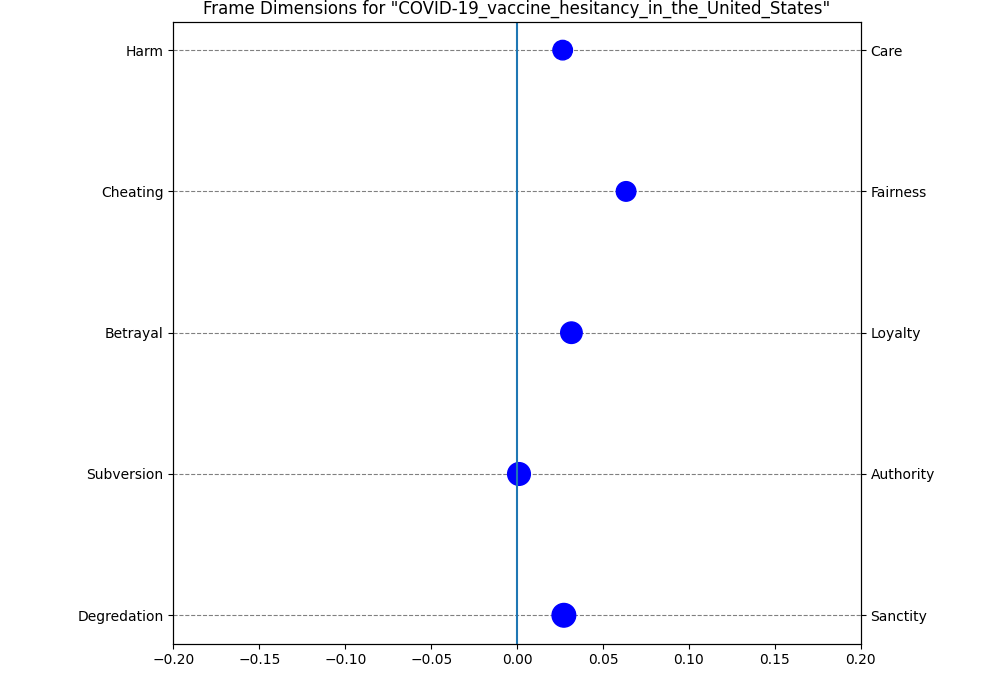 Frame Dimensions for "COVID-19_vaccine_hesitancy_in_the_United_States"
Harm Care
Cheating Fairness
Betrayal Loyalty
Subversion Authority
Degredation Sanctity
−0.20 −0.15 −0.10 −0.05 0.00 0.05 0.10 0.15 0.20